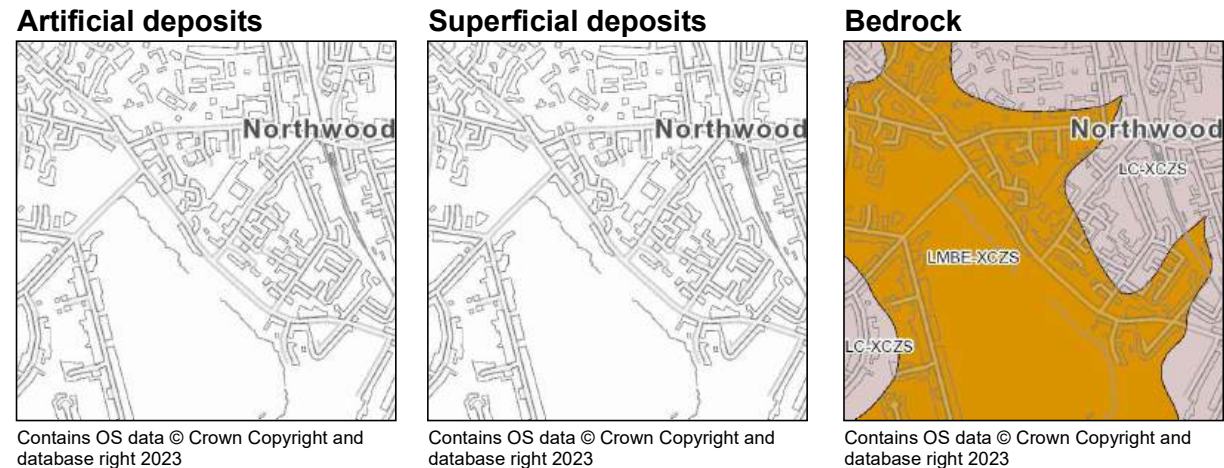 Artificial deposits
Northwood
Contains OS data © Crown Copyright and
database right 2023
Superficial deposits
Northwood
Contains OS data © Crown Copyright and
database right 2023
Bedrock
Northwood
LC-XCZS
LMBE-XCZS
LC-XCZS
Contains OS data © Crown Copyright and
database right 2023